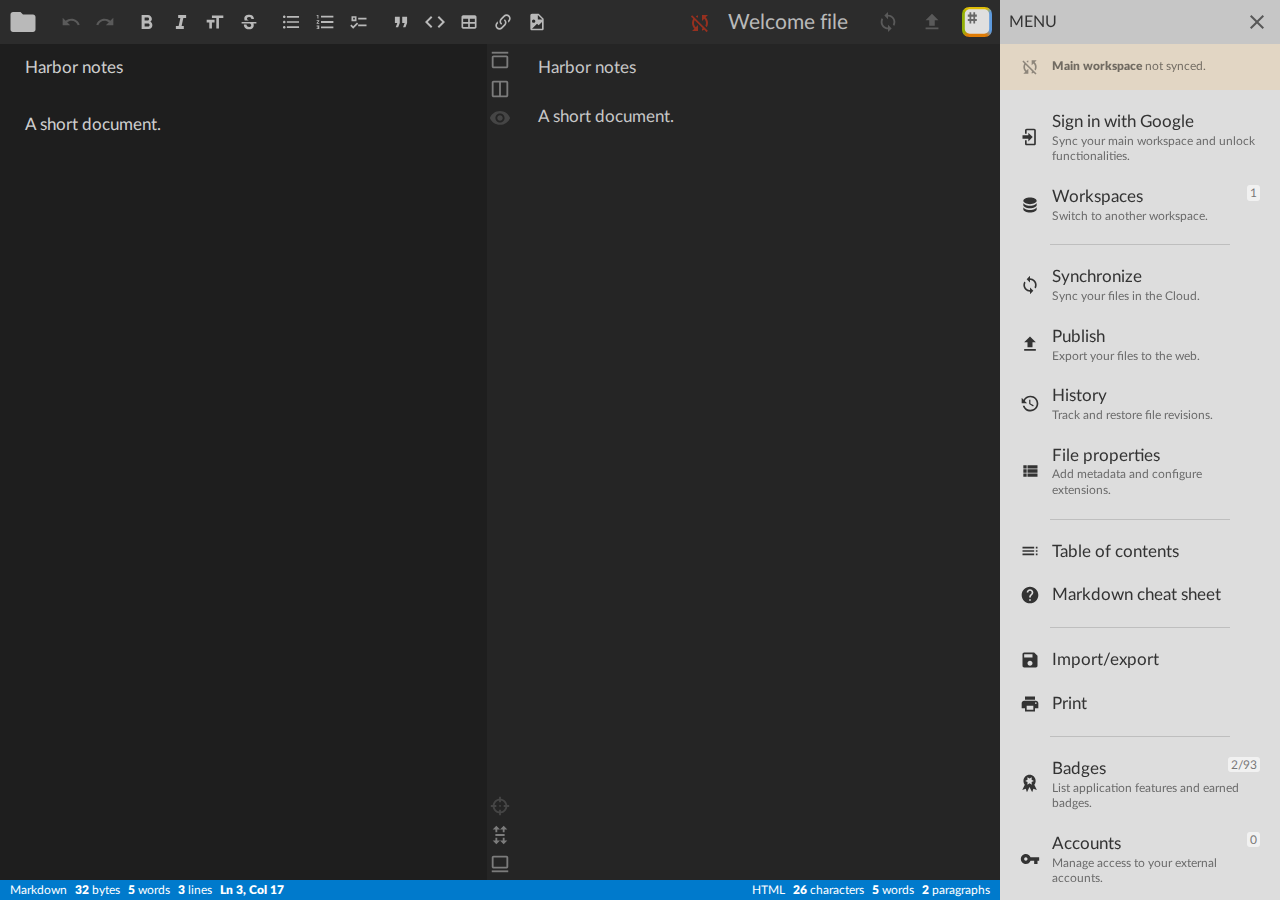 Welcome file
MENU
Harbor notes
A short document.
Harbor notes
A short document.
Main workspace not synced.
Sign in with Google
Sync your main workspace and unlock
functionalities.
Workspaces
1
Switch to another workspace.
Synchronize
Sync your files in the Cloud.
Publish
Export your files to the web.
History
Track and restore file revisions.
File properties
Add metadata and configure
extensions.
Table of contents
Markdown cheat sheet
Import/export
Print
Badges
2/93
List application features and earned
badges.
Accounts
0
Manage access to your external
accounts.
Markdown 32 bytes 5 words 3 lines Ln 3, Col 17
HTML 26 characters 5 words 2 paragraphs